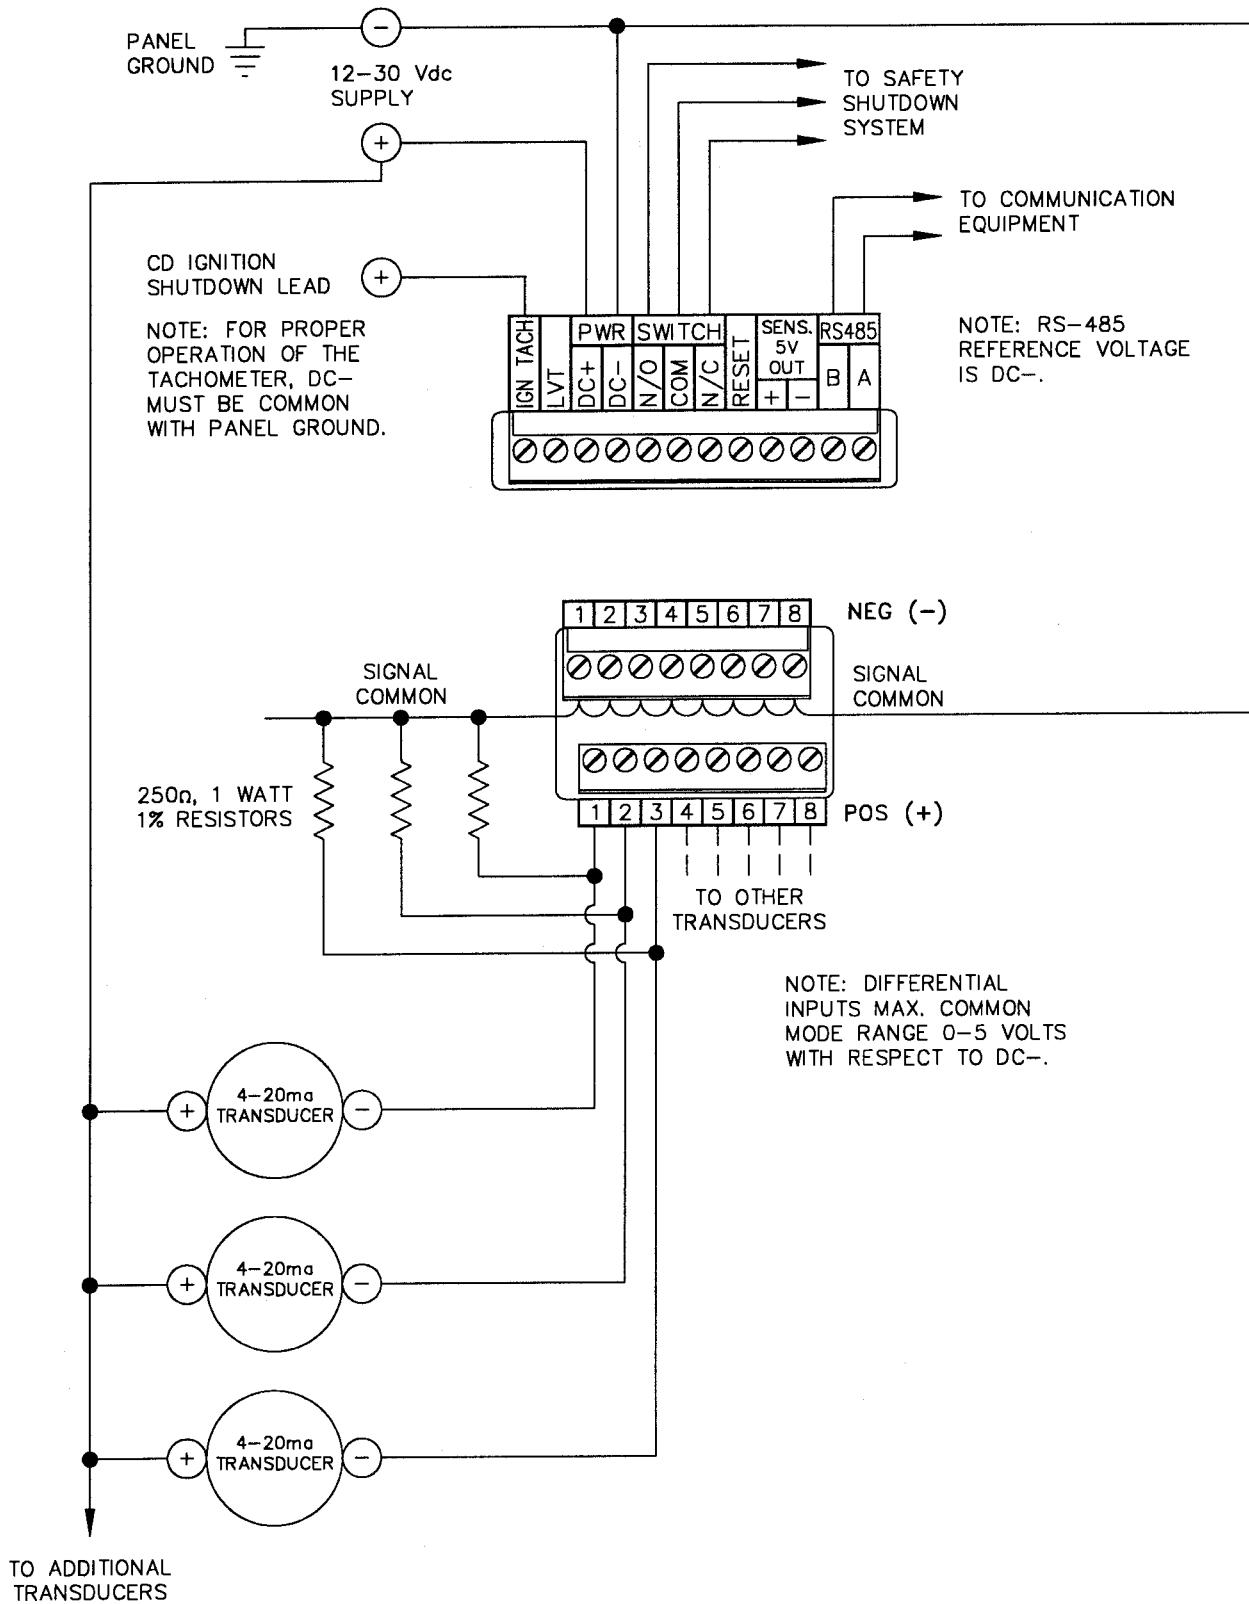 PANEL
GROUND
−
12−30 Vdc
SUPPLY
+
TO SAFETY
SHUTDOWN
SYSTEM
TO COMMUNICATION
EQUIPMENT
CD IGNITION
SHUTDOWN LEAD
+
NOTE: FOR PROPER
OPERATION OF THE
TACHOMETER, DC−
MUST BE COMMON
WITH PANEL GROUND.
IGN TACH
LVT
PWR
DC+
DC−
SWITCH
N/O
COM
N/C
RESET
SENS.
5V
OUT
+
−
RS485
B
A
NOTE: RS−485
REFERENCE VOLTAGE
IS DC−.
1 2 3 4 5 6 7 8
NEG (−)
SIGNAL
COMMON
SIGNAL
COMMON
250Ω, 1 WATT
1% RESISTORS
1 2 3 4 5 6 7 8
POS (+)
TO OTHER
TRANSDUCERS
NOTE: DIFFERENTIAL
INPUTS MAX. COMMON
MODE RANGE 0−5 VOLTS
WITH RESPECT TO DC−.
+
4−20ma
TRANSDUCER
−
+
4−20ma
TRANSDUCER
−
+
4−20ma
TRANSDUCER
−
TO ADDITIONAL
TRANSDUCERS